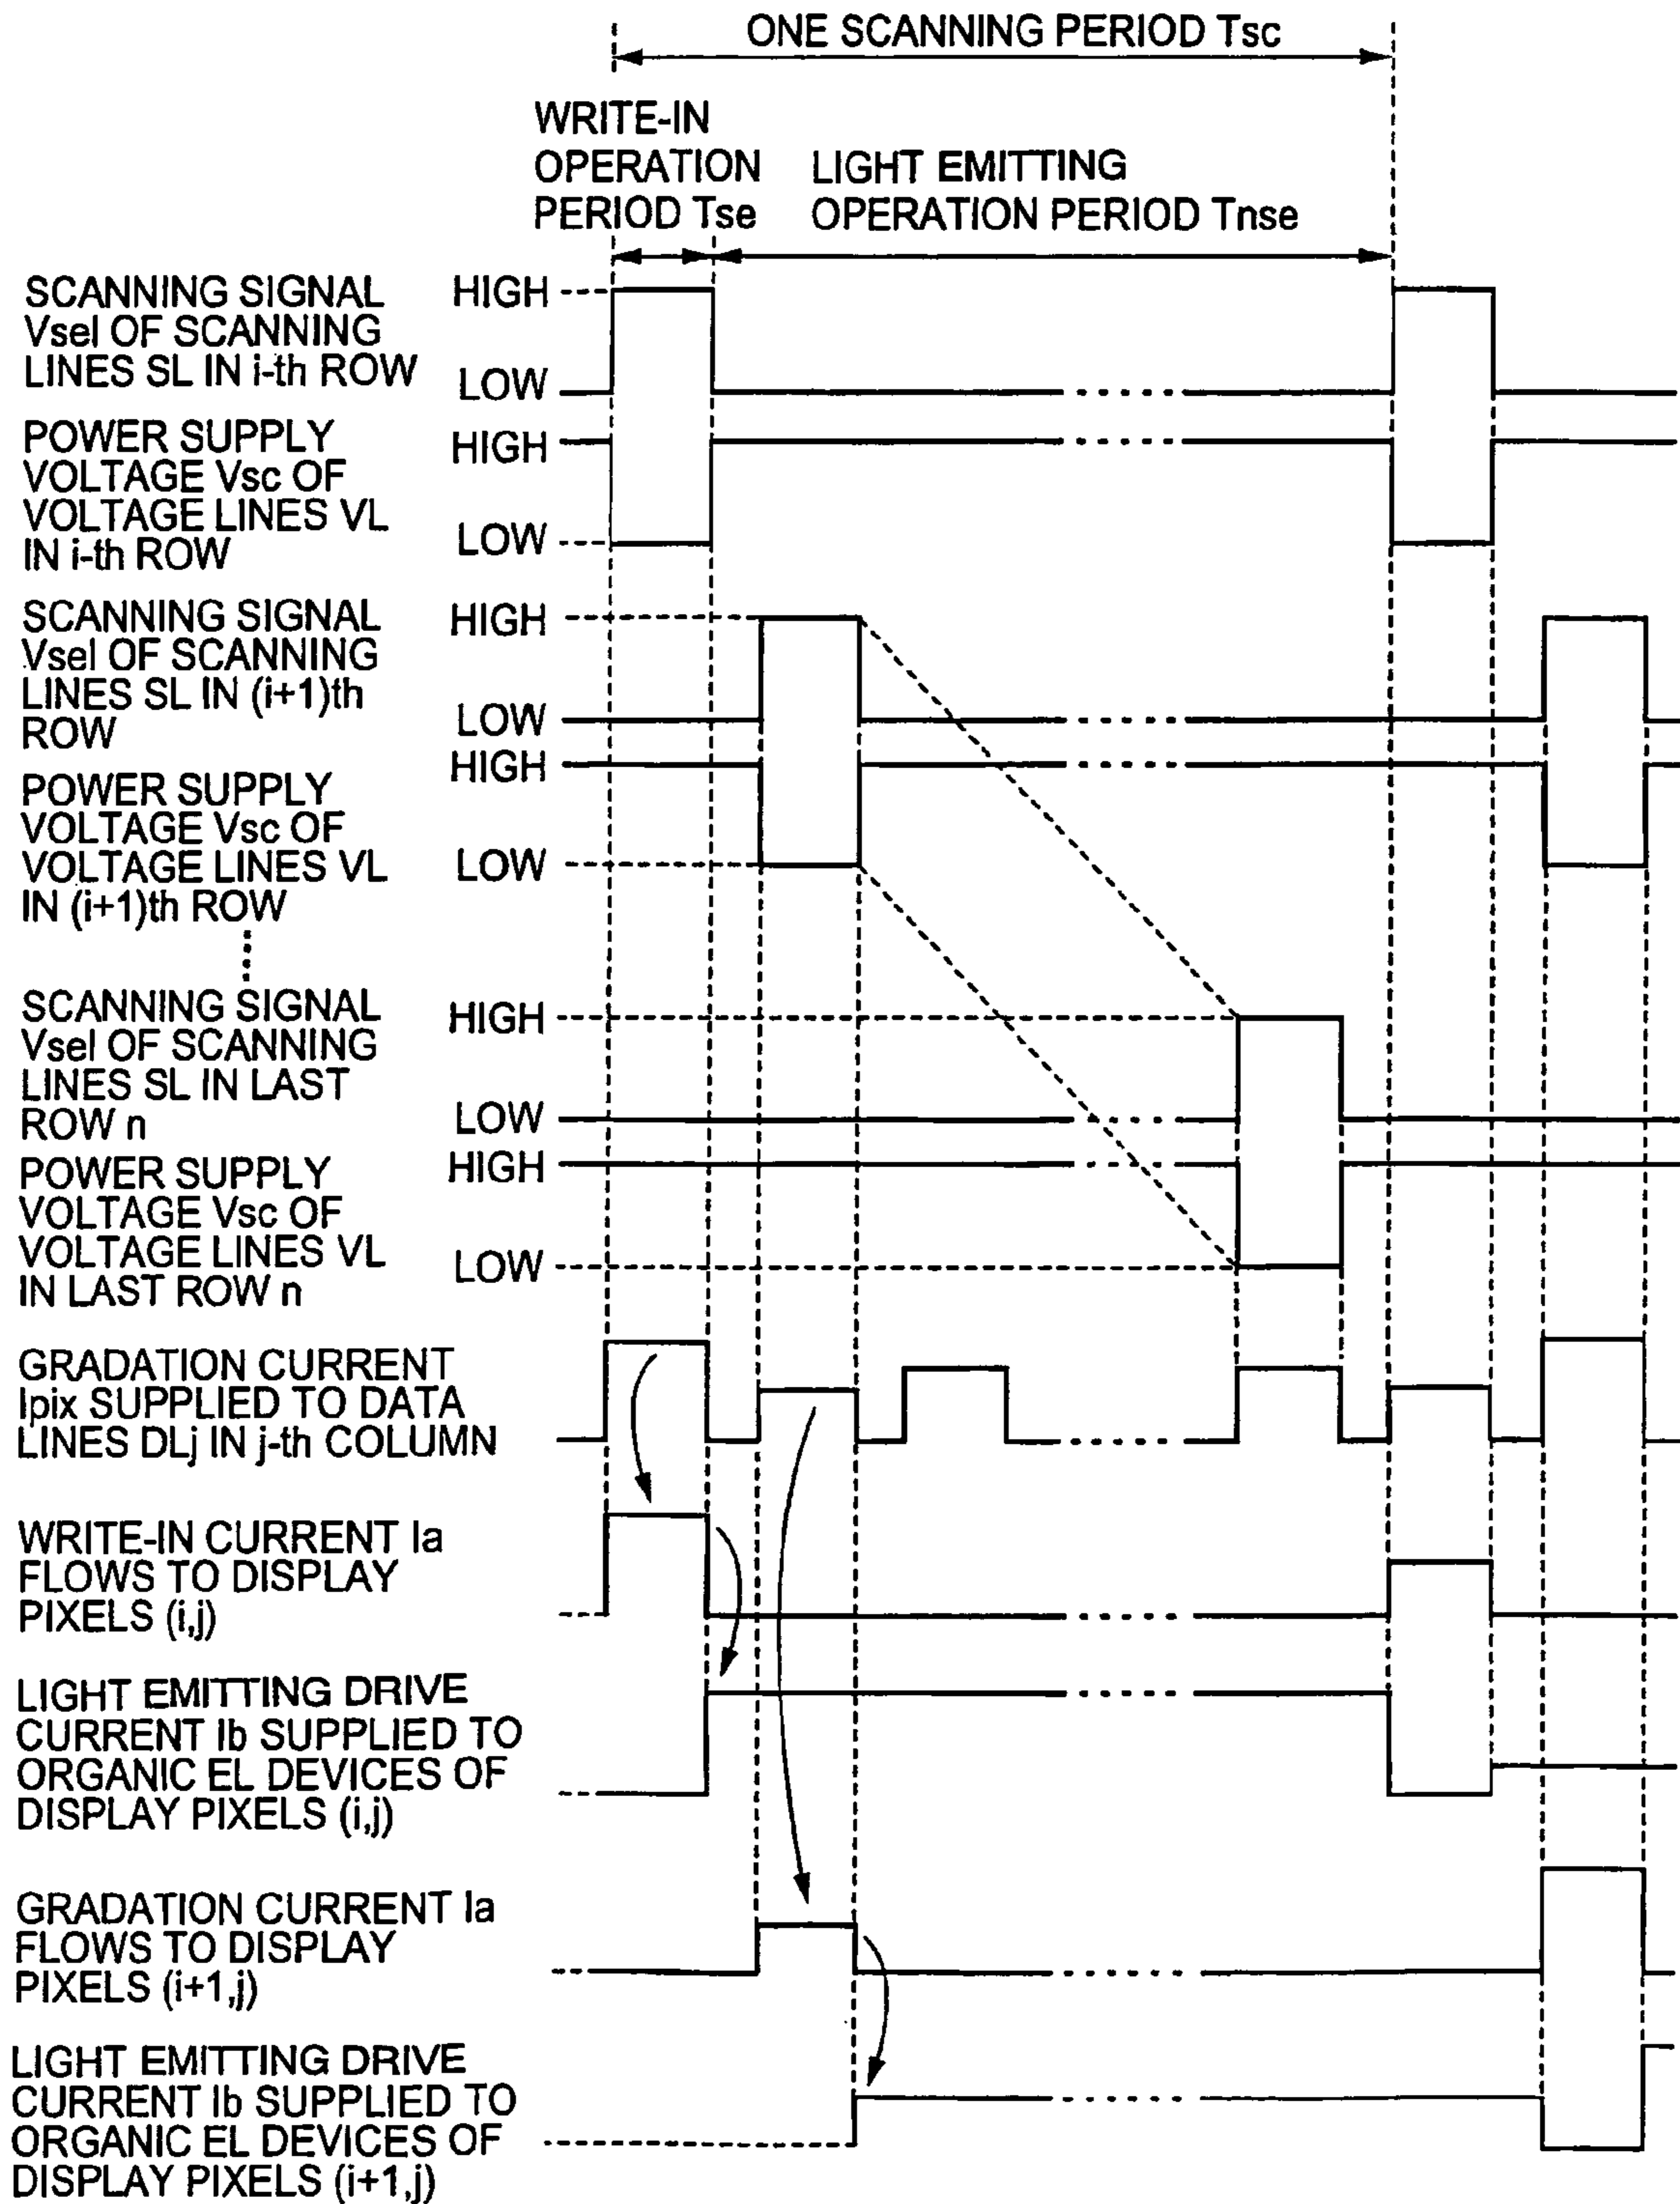 ONE SCANNING PERIOD Tsc
WRITE-IN
OPERATION
PERIOD Tse
LIGHT EMITTING
OPERATION PERIOD Tnse
SCANNING SIGNAL
Vsel OF SCANNING
LINES SL IN i-th ROW
HIGH
LOW
POWER SUPPLY
VOLTAGE Vsc OF
VOLTAGE LINES VL
IN i-th ROW
HIGH
LOW
SCANNING SIGNAL
Vsel OF SCANNING
LINES SL IN (i+1)th
ROW
HIGH
LOW
POWER SUPPLY
VOLTAGE Vsc OF
VOLTAGE LINES VL
IN (i+1)th ROW
HIGH
LOW
SCANNING SIGNAL
Vsel OF SCANNING
LINES SL IN LAST
ROW n
HIGH
LOW
POWER SUPPLY
VOLTAGE Vsc OF
VOLTAGE LINES VL
IN LAST ROW n
HIGH
LOW
GRADATION CURRENT
Ipix SUPPLIED TO DATA
LINES DLj IN j-th COLUMN
WRITE-IN CURRENT Ia
FLOWS TO DISPLAY
PIXELS (i,j)
LIGHT EMITTING DRIVE
CURRENT Ib SUPPLIED TO
ORGANIC EL DEVICES OF
DISPLAY PIXELS (i,j)
GRADATION CURRENT Ia
FLOWS TO DISPLAY
PIXELS (i+1,j)
LIGHT EMITTING DRIVE
CURRENT Ib SUPPLIED TO
ORGANIC EL DEVICES OF
DISPLAY PIXELS (i+1,j)